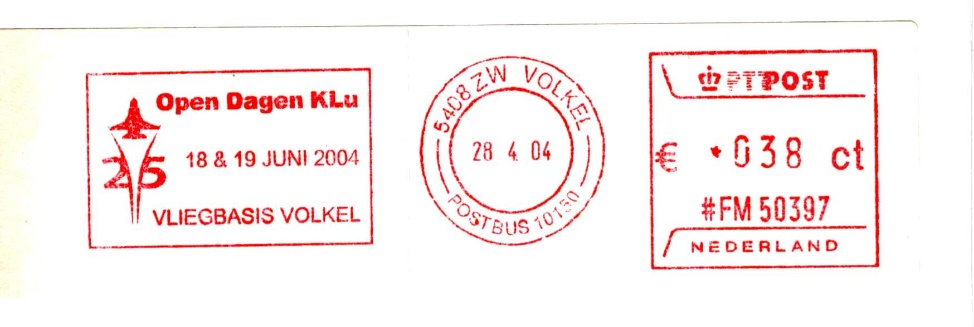 Open Dagen KLu
25
18 & 19 JUNI 2004
VLIEGBASIS VOLKEL
5408 ZW VOLKEL
28 4 04
POSTBUS 10150
PTT POST
€ *038 ct
#FM 50397
NEDERLAND